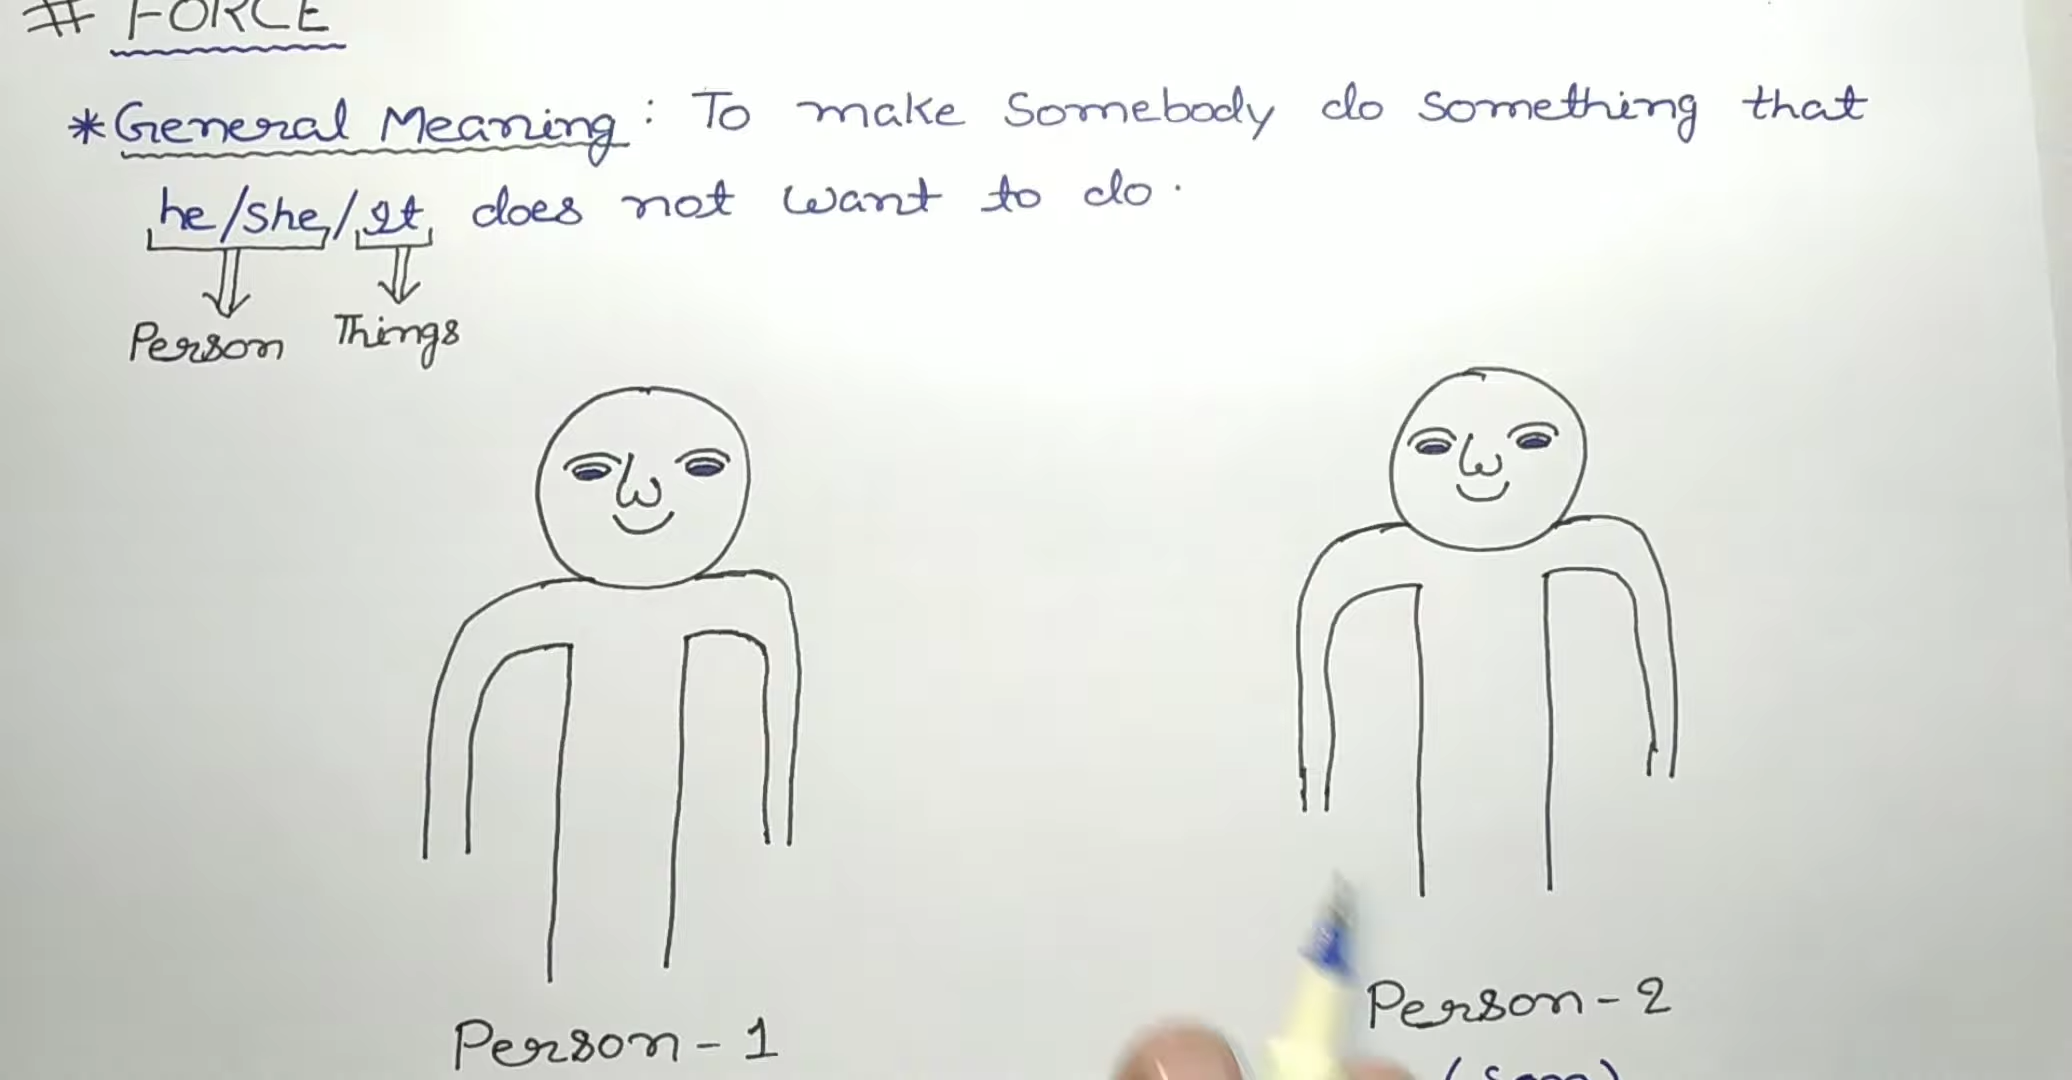 # FORCE
*General Meaning: To make Somebody do Something that
he/she/It does not want to do.
Person Things
Person-2
Person-1